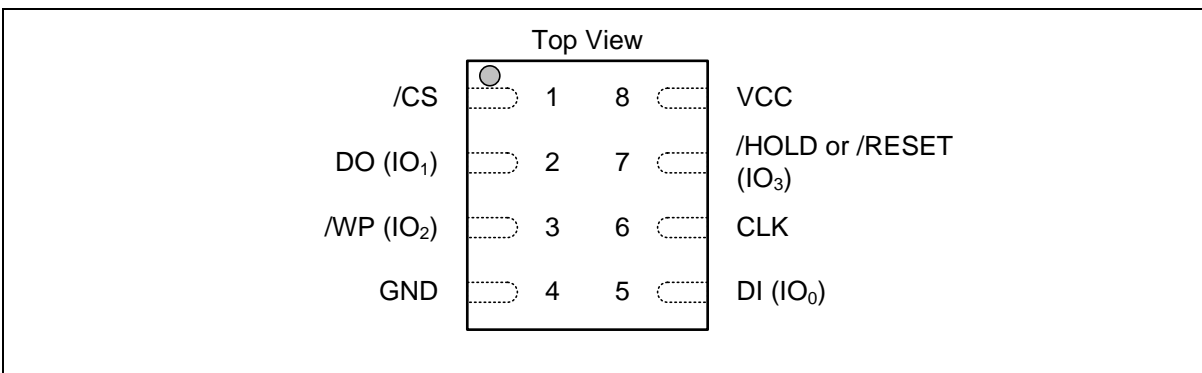 Top View
/CS 1 8 VCC
DO (IO₁) 2 7 /HOLD or /RESET
(IO₃)
/WP (IO₂) 3 6 CLK
GND 4 5 DI (IO₀)